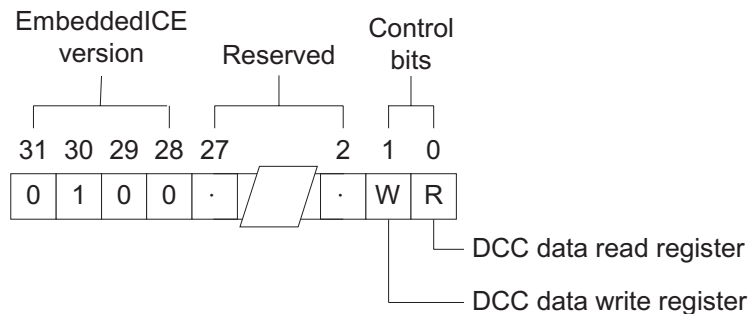 EmbeddedICE
version
Reserved
Control
bits
31 30 29 28 27 2 1 0
0 1 0 0 · · W R
DCC data read register
DCC data write register